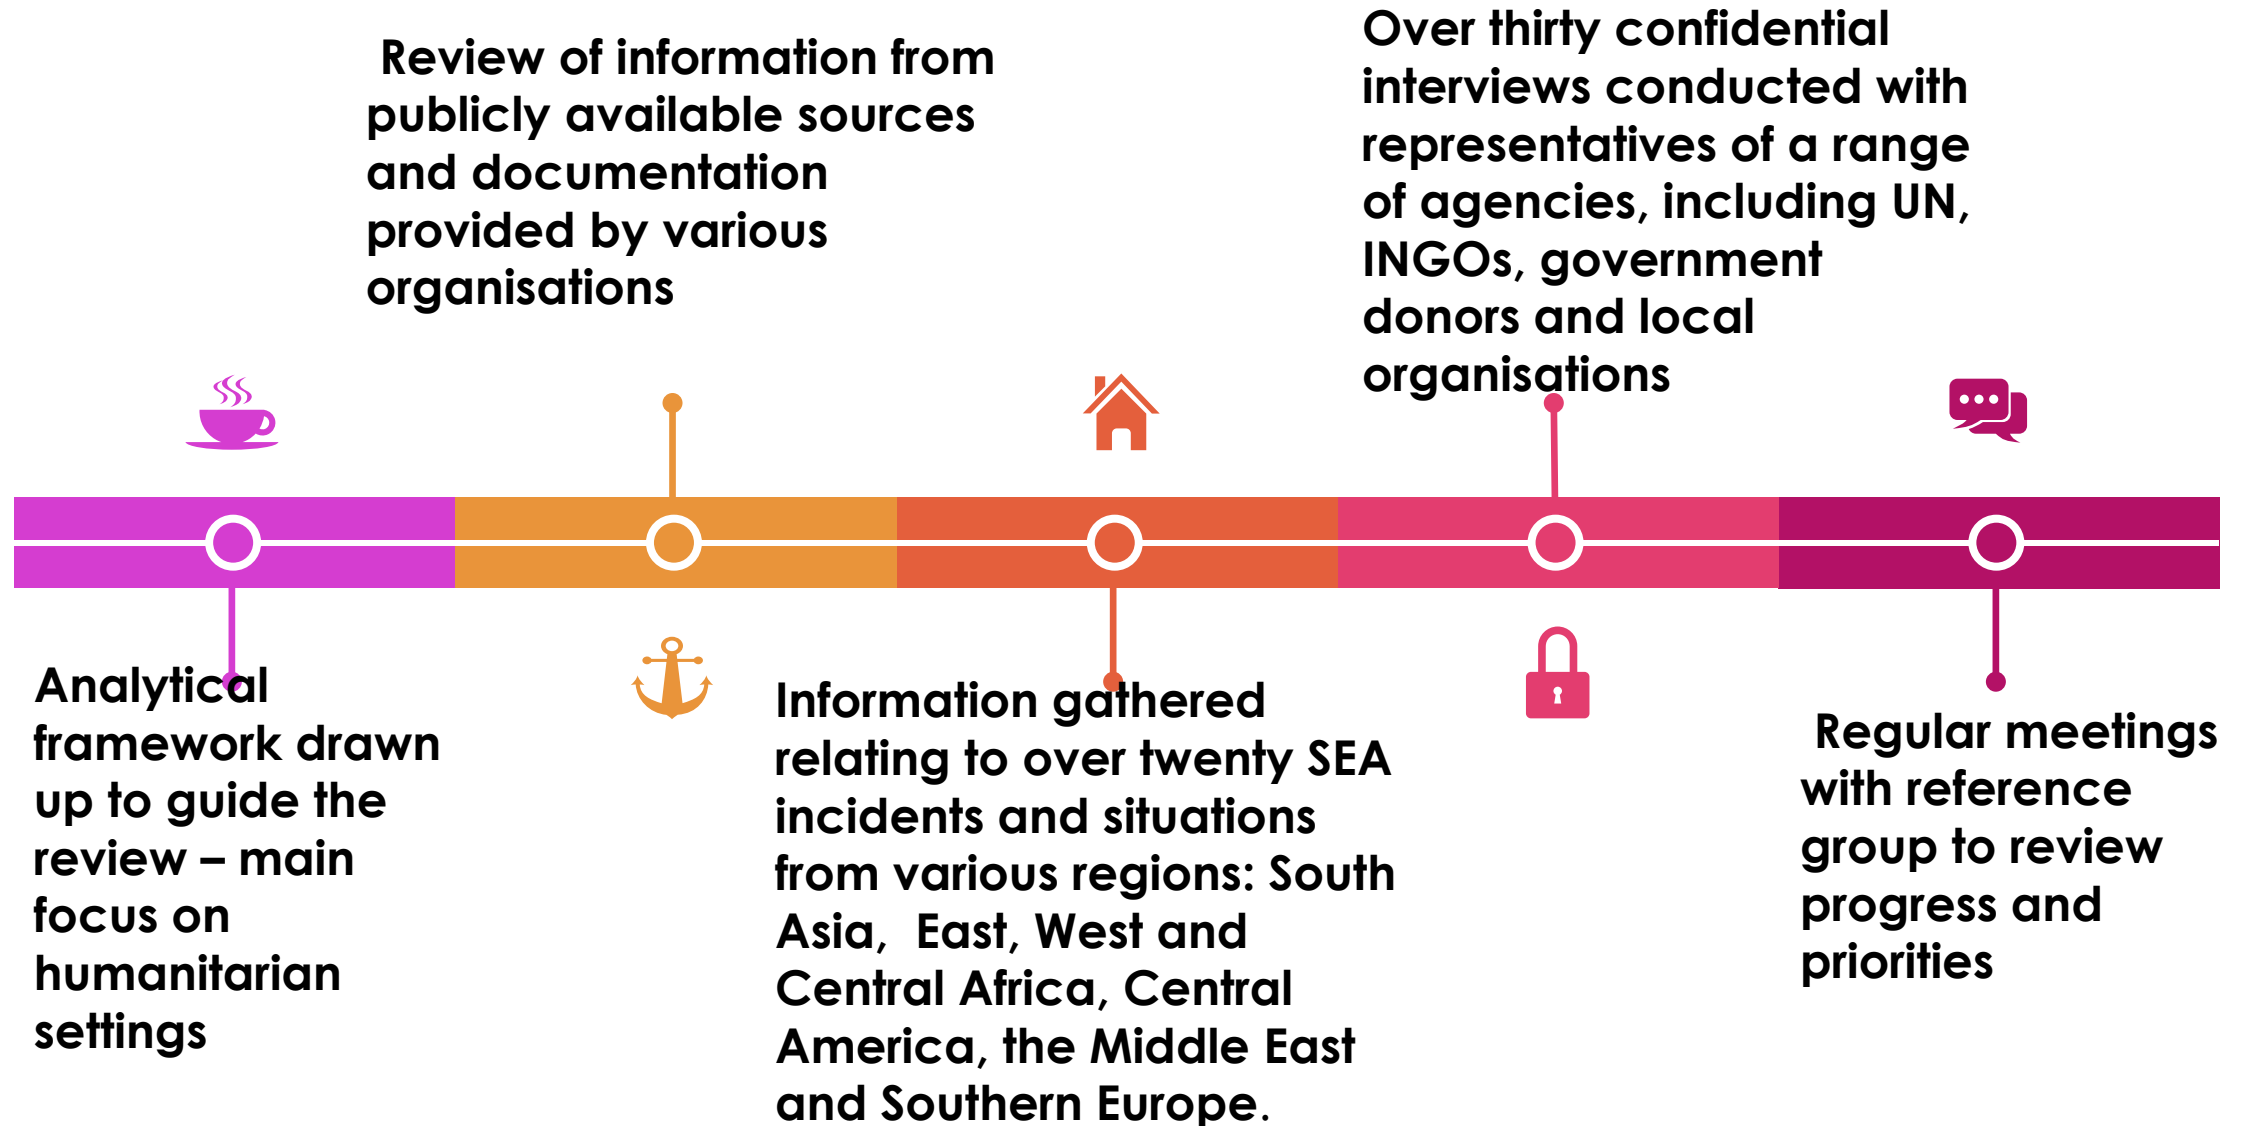 Analytical
framework drawn
up to guide the
review – main
focus on
humanitarian
settings
Review of information from
publicly available sources
and documentation
provided by various
organisations
Information gathered
relating to over twenty SEA
incidents and situations
from various regions: South
Asia,  East, West and
Central Africa, Central
America, the Middle East
and Southern Europe.
Over thirty confidential
interviews conducted with
representatives of a range
of agencies, including UN,
INGOs, government
donors and local
organisations
Regular meetings
with reference
group to review
progress and
priorities